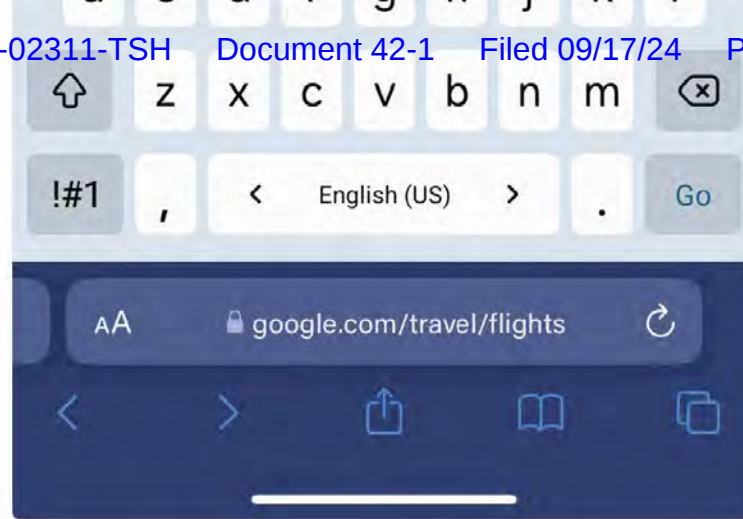 -02311-TSH Document 42-1 Filed 09/17/24 P
z x c v b n m
!#1 , < English (US) > . Go
AA google.com/travel/flights